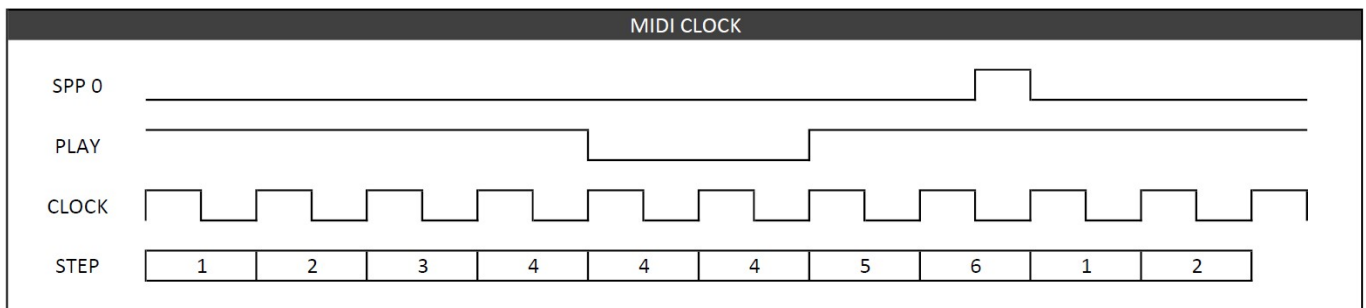 MIDI CLOCK
SPP 0
PLAY
CLOCK
STEP 1 2 3 4 4 4 5 6 1 2